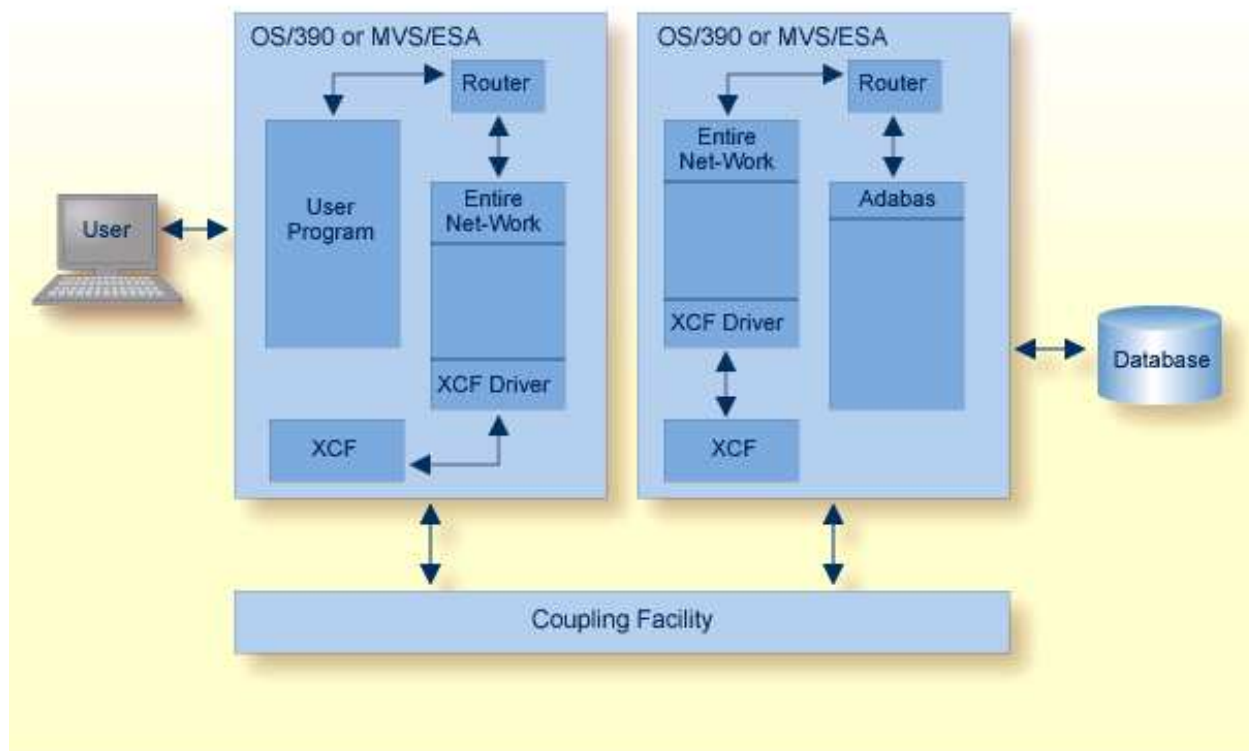 OS/390 or MVS/ESA
Router
User
Program
Entire
Net-Work
XCF Driver
XCF
User
OS/390 or MVS/ESA
Router
Entire
Net-Work
Adabas
XCF Driver
XCF
Database
Coupling Facility